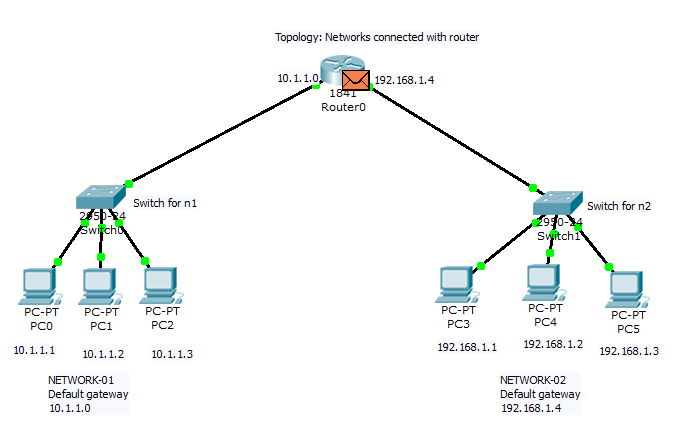 Topology: Networks connected with router
10.1.1.0
192.168.1.4
1841
Router0
Switch for n1
2950-24
Switch0
Switch for n2
2950-24
Switch1
PC-PT
PC0
PC-PT
PC1
PC-PT
PC2
PC-PT
PC3
PC-PT
PC4
PC-PT
PC5
10.1.1.1
10.1.1.2
10.1.1.3
192.168.1.1
192.168.1.2
192.168.1.3
NETWORK-01
Default gateway
10.1.1.0
NETWORK-02
Default gateway
192.168.1.4